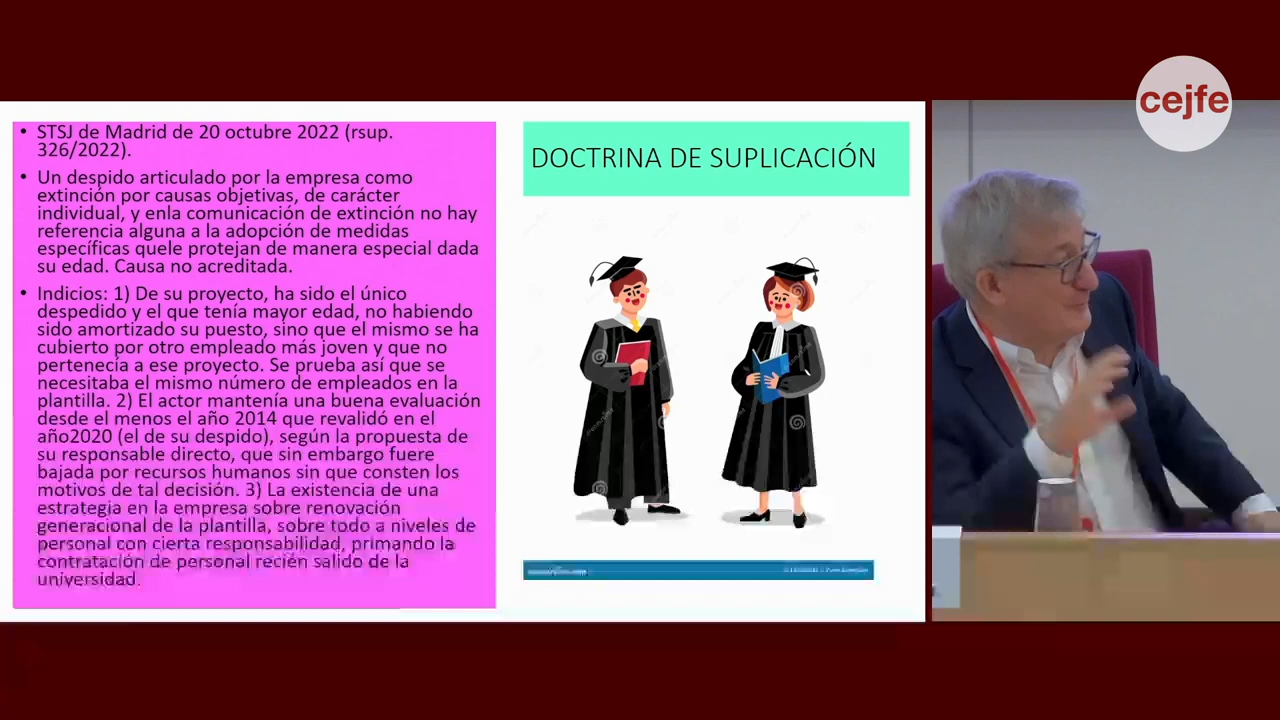 cejfe
• STSJ de Madrid de 20 octubre 2022 (rsup.
326/2022).
• Un despido articulado por la empresa como
extinción por causas objetivas, de carácter
individual, y enla comunicación de extinción no hay
referencia alguna a la adopción de medidas
específicas quele protejan de manera especial dada
su edad. Causa no acreditada.
• Indicios: 1) De su proyecto, ha sido el único
despedido y el que tenía mayor edad, no habiendo
sido amortizado su puesto, sino que el mismo se ha
cubierto por otro empleado más joven y que no
pertenecía a ese proyecto. Se prueba así que se
necesitaba el mismo número de empleados en la
plantilla. 2) El actor mantenía una buena evaluación
desde el menos el año 2014 que revalidó en el
año2020 (el de su despido), según la propuesta de
su responsable directo, que sin embargo fuere
bajada por recursos humanos sin que consten los
motivos de tal decisión. 3) La existencia de una
estrategia en la empresa sobre renovación
generacional de la plantilla, sobre todo a niveles de
personal con cierta responsabilidad, primando la
contratación de personal recién salido de la
universidad.
DOCTRINA DE SUPLICACIÓN